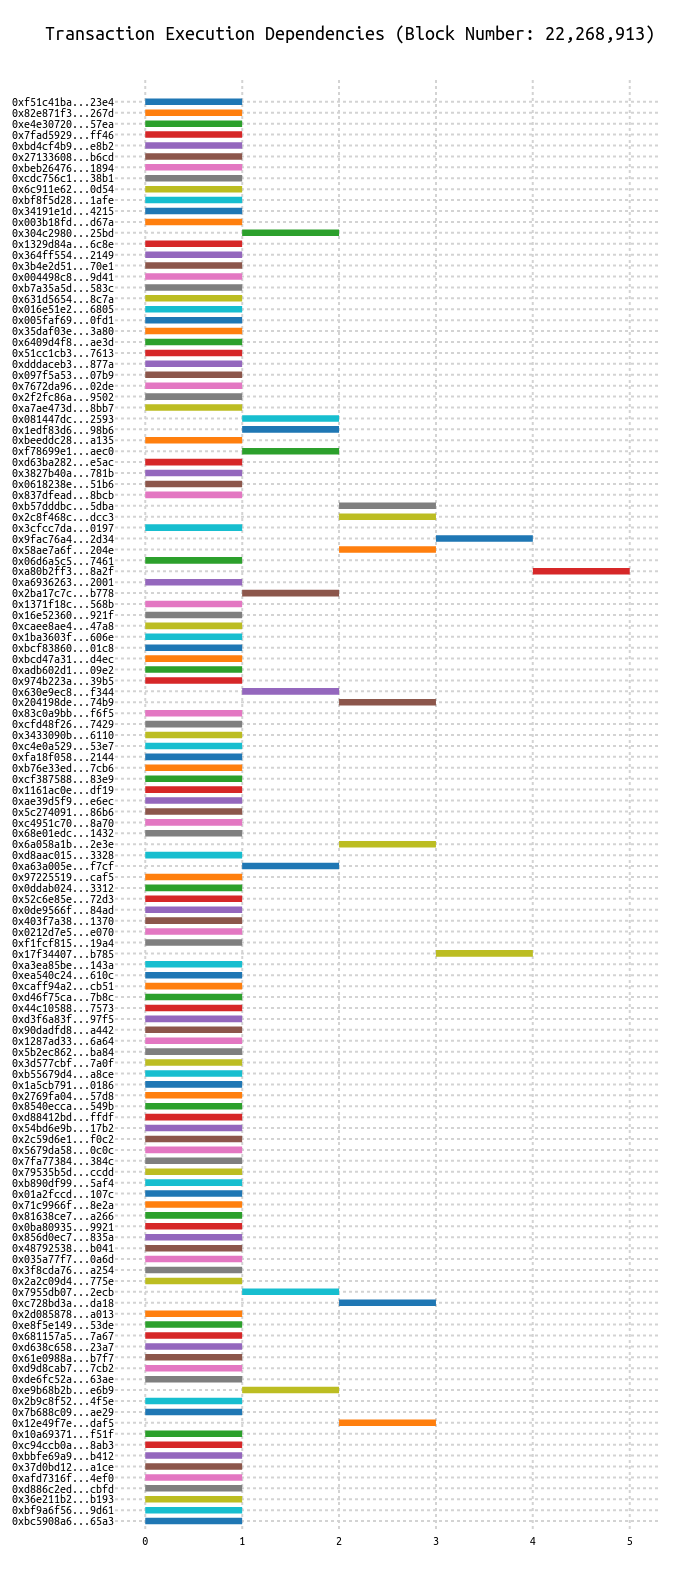 Transaction Execution Dependencies (Block Number: 22,268,913)
0xf51c41ba...23e4
0x82e871f3...267d
0xe4e30720...57ea
0x7fad5929...ff46
0xbd4cf4b9...e8b2
0x27133608...b6cd
0xbeb26476...1894
0xcdc756c1...38b1
0x6c911e62...0d54
0xbf8f5d28...1afe
0x34191e1d...4215
0x003b18fd...d67a
0x304c2980...25bd
0x1329d84a...6c8e
0x364ff554...2149
0x3b4e2d51...70e1
0x004498c8...9d41
0xb7a35a5d...583c
0x631d5654...8c7a
0x016e51e2...6805
0x005faf69...0fd1
0x35daf03e...3a80
0x6409d4f8...ae3d
0x51cc1cb3...7613
0xdddaceb3...877a
0x097f5a53...07b9
0x7672da96...02de
0x2f2fc86a...9502
0xa7ae473d...8bb7
0x081447dc...2593
0x1edf83d6...98b6
0xbeeddc28...a135
0xf78699e1...aec0
0xd63ba282...e5ac
0x3827b40a...781b
0x0618238e...51b6
0x837dfead...8bcb
0xb57dddbc...5dba
0x2c8f468c...dcc3
0x3cfcc7da...0197
0x9fac76a4...2d34
0x58ae7a6f...204e
0x06d6a5c5...7461
0xa80b2ff3...8a2f
0xa6936263...2001
0x2ba17c7c...b778
0x1371f18c...568b
0x16e52360...921f
0xcaee8ae4...47a8
0x1ba3603f...606e
0xbcf83860...01c8
0xbcd47a31...d4ec
0xadb602d1...09e2
0x974b223a...39b5
0x630e9ec8...f344
0x204198de...74b9
0x83c0a9bb...f6f5
0xcfd48f26...7429
0x3433090b...6110
0xc4e0a529...53e7
0xfa18f058...2144
0xb76e33ed...7cb6
0xcf387588...83e9
0x1161ac0e...df19
0xae39d5f9...e6ec
0x5c274091...86b6
0xc4951c70...8a70
0x68e01edc...1432
0x6a058a1b...2e3e
0xd8aac015...3328
0xa63a005e...f7cf
0x97225519...caf5
0x0ddab024...3312
0x52c6e85e...72d3
0x0de9566f...84ad
0x403f7a38...1370
0x0212d7e5...e070
0xf1fcf815...19a4
0x17f34407...b785
0xa3ea85be...143a
0xea540c24...610c
0xcaff94a2...cb51
0xd46f75ca...7b8c
0x44c10588...7573
0xd3f6a83f...97f5
0x90dadfd8...a442
0x1287ad33...6a64
0x5b2ec862...ba84
0x3d577cbf...7a0f
0xb55679d4...a8ce
0x1a5cb791...0186
0x2769fa04...57d8
0x8540ecca...549b
0xd88412bd...ffdf
0x54bd6e9b...17b2
0x2c59d6e1...f0c2
0x5679da58...0c0c
0x7fa77384...384c
0x79535b5d...ccdd
0xb890df99...5af4
0x01a2fccd...107c
0x71c9966f...8e2a
0x81638ce7...a266
0x0ba80935...9921
0x856d0ec7...835a
0x48792538...b041
0x035a77f7...0a6d
0x3f8cda76...a254
0x2a2c09d4...775e
0x7955db07...2ecb
0xc728bd3a...da18
0x2d085878...a013
0xe8f5e149...53de
0x681157a5...7a67
0xd638c658...23a7
0x61e0988a...b7f7
0xd9d8cab7...7cb2
0xde6fc52a...63ae
0xe9b68b2b...e6b9
0x2b9c8f52...4f5e
0x7b688c09...ae29
0x12e49f7e...daf5
0x10a69371...f51f
0xc94ccb0a...8ab3
0xbbfe69a9...b412
0x37d0bd12...a1ce
0xafd7316f...4ef0
0xd886c2ed...cbfd
0x36e211b2...b193
0xbf9a6f56...9d61
0xbc5908a6...65a3
0 1 2 3 4 5